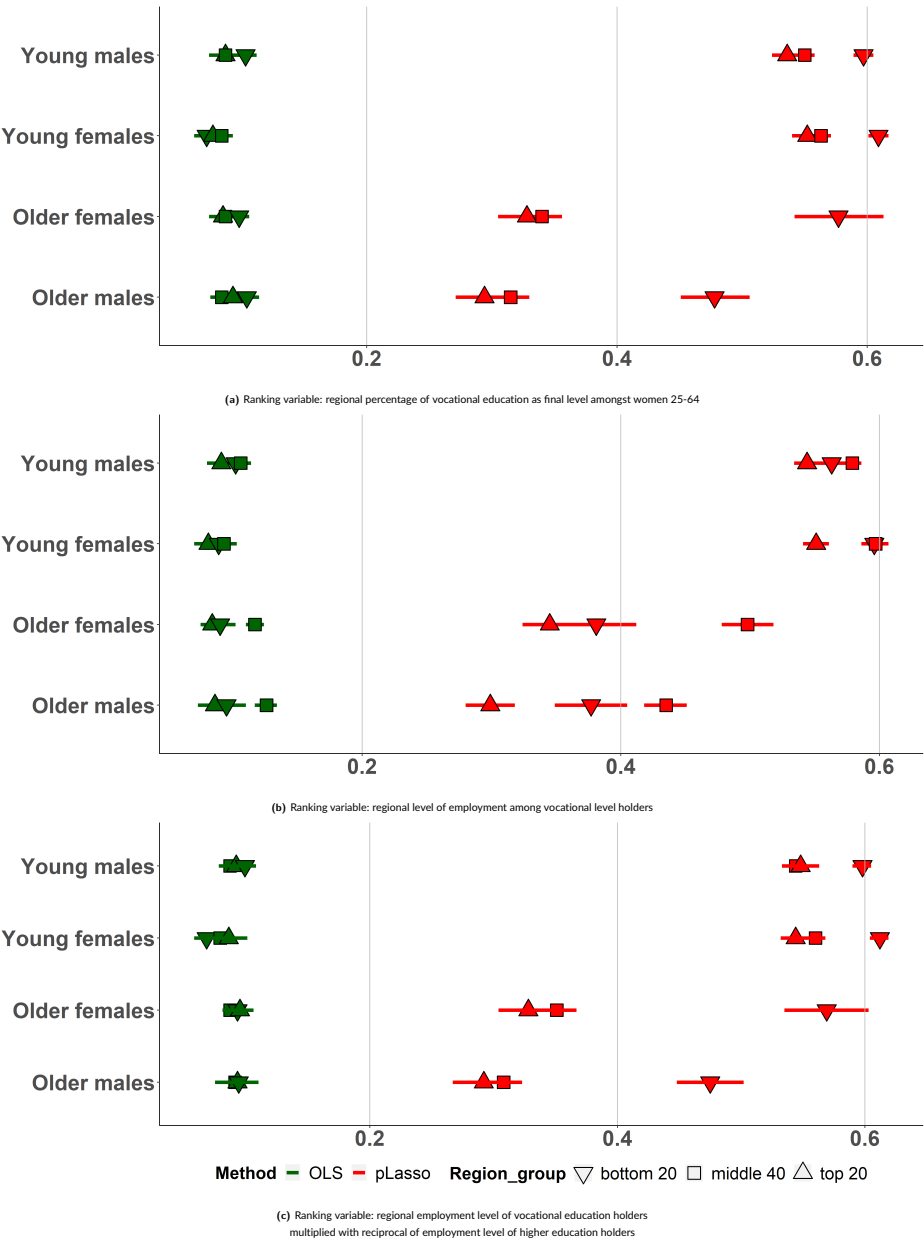 Young males
Young females
Older females
Older males
0.2 0.4 0.6
(a) Ranking variable: regional percentage of vocational education as final level amongst women 25-64
Young males
Young females
Older females
Older males
0.2 0.4 0.6
(b) Ranking variable: regional level of employment among vocational level holders
Young males
Young females
Older females
Older males
0.2 0.4 0.6
Method OLS pLasso Region_group bottom 20 middle 40 top 20
(c) Ranking variable: regional employment level of vocational education holders
multiplied with reciprocal of employment level of higher education holders